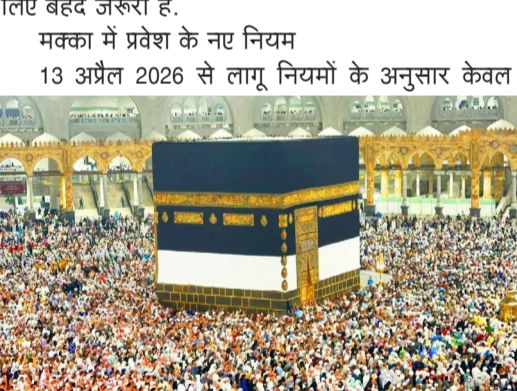 लिए बेहद जरूरी है.
मक्का में प्रवेश के नए नियम
13 अप्रैल 2026 से लागू नियमों के अनुसार केवल